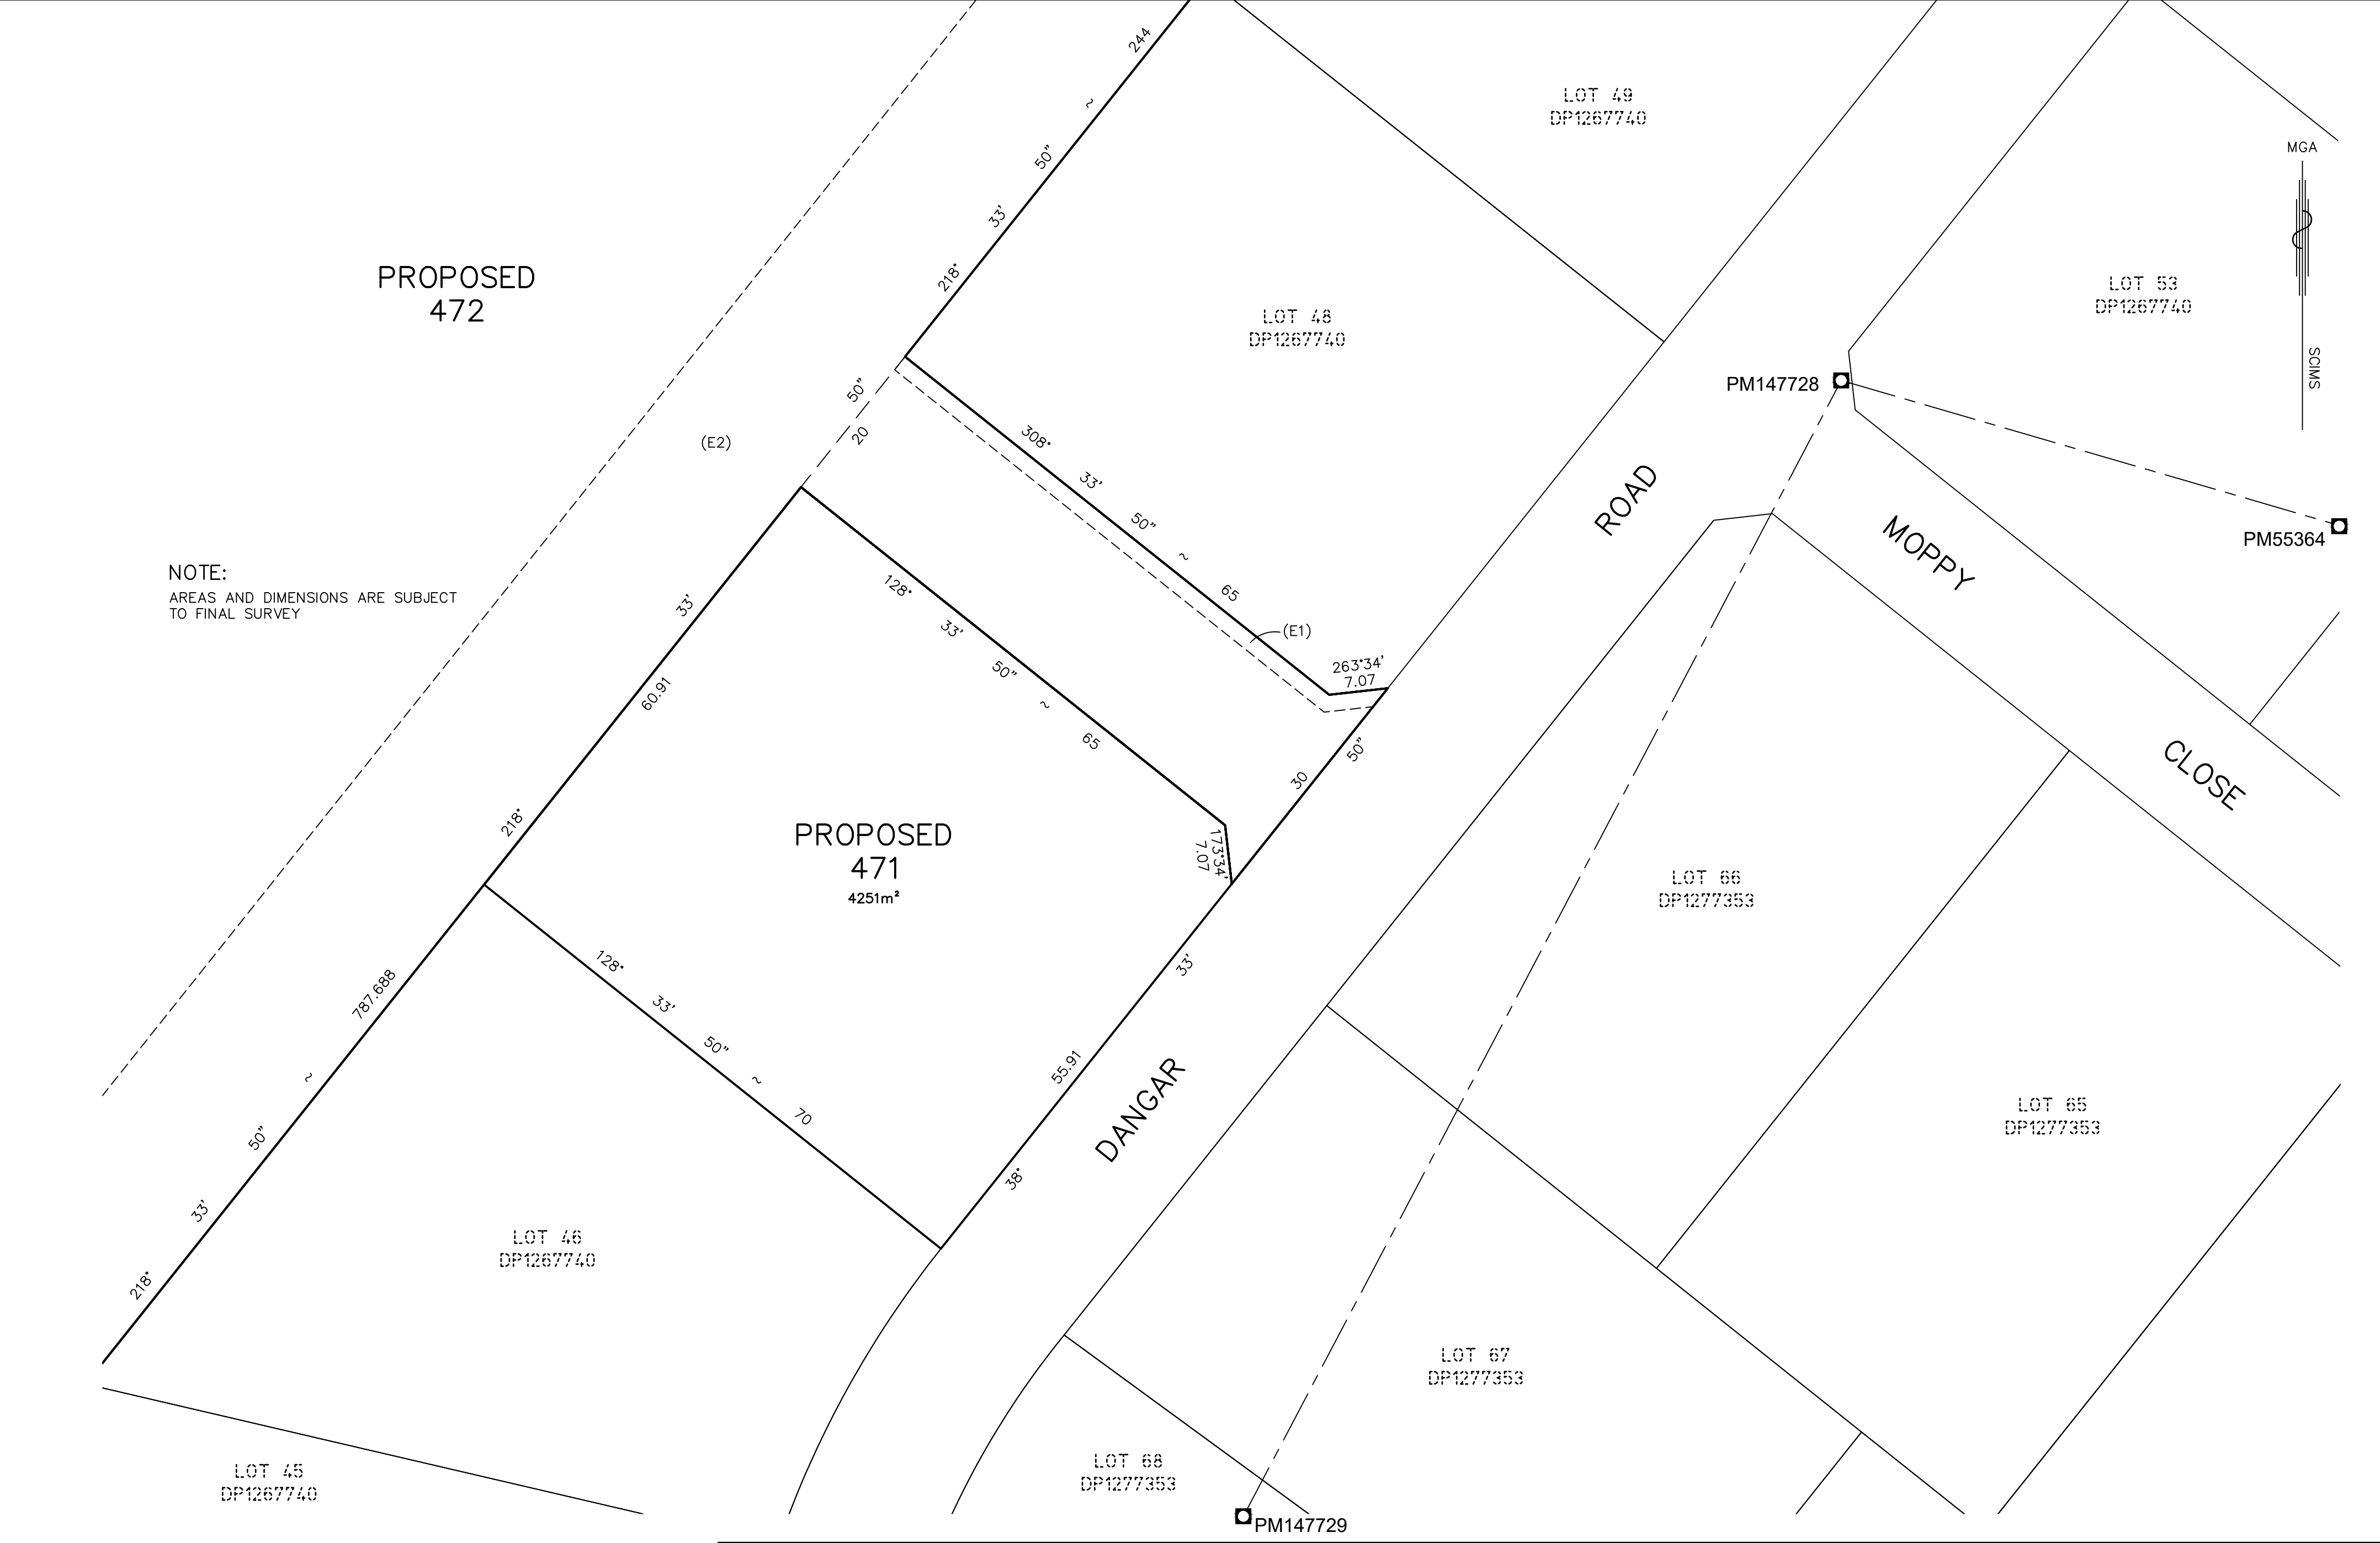 244
~
50"
33'
218°
LOT 49
DP1267740
MGA
SCIMS
PROPOSED
472
LOT 48
DP1267740
LOT 53
DP1267740
PM147728
PM55364
50"
20
(E2)
308°
33'
50"
~
65
(E1)
263°34'
7.07
ROAD
MOPPY
CLOSE
NOTE:
AREAS AND DIMENSIONS ARE SUBJECT
TO FINAL SURVEY
33'
60.91
218°
128°
33'
50"
~
65
50"
30
173°34'
7.07
PROPOSED
471
4251m²
LOT 66
DP1277353
33'
55.91
38°
DANGAR
787.688
~
50"
33'
218°
128°
33'
50"
~
70
LOT 65
DP1277353
LOT 46
DP1267740
LOT 67
DP1277353
LOT 45
DP1267740
LOT 68
DP1277353
PM147729